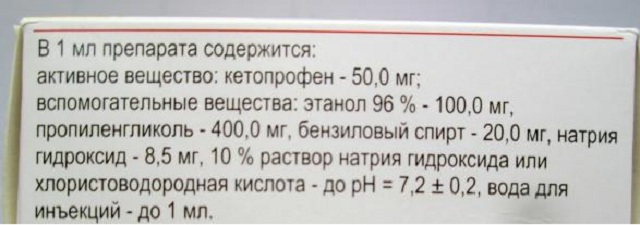 В 1 мл препарата содержится:
активное вещество: кетопрофен - 50,0 мг;
вспомогательные вещества: этанол 96 % - 100,0 мг,
пропиленгликоль - 400,0 мг, бензиловый спирт - 20,0 мг, натрия
гидроксид - 8,5 мг, 10 % раствор натрия гидроксида или
хлористоводородная кислота - до pH = 7,2 ± 0,2, вода для
инъекций - до 1 мл.